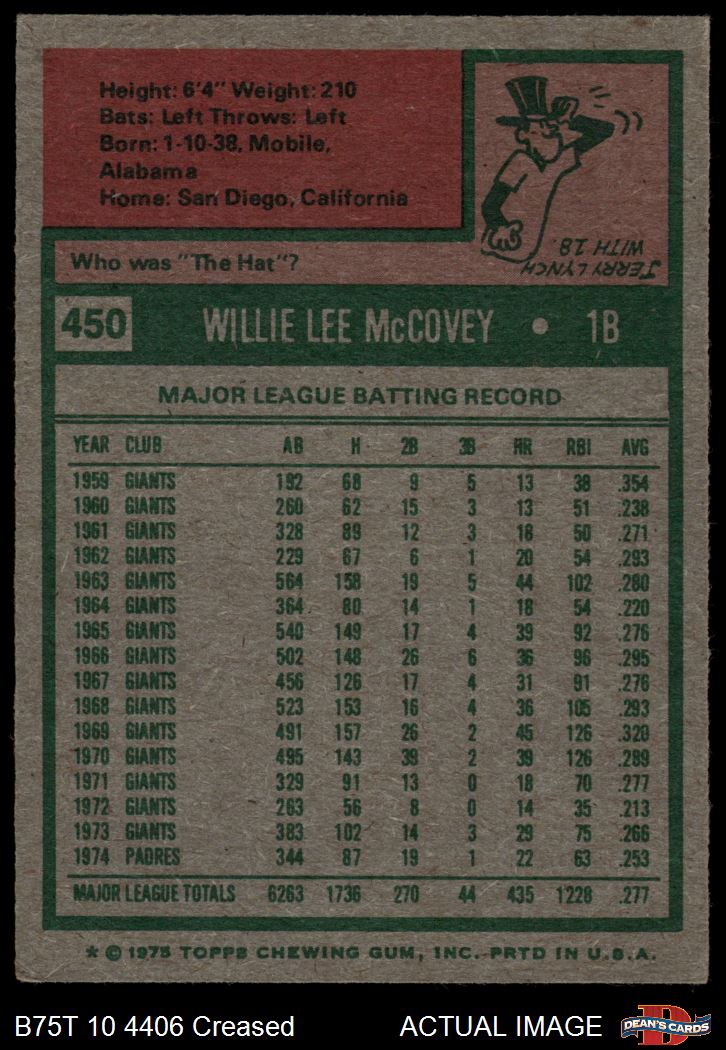 Height: 6'4" Weight: 210
Bats: Left Throws: Left
Born: 1-10-38, Mobile,
Alabama
Home: San Diego, California
Who was "The Hat"?
JERRY LYNCH
WITH 18.
450 WILLIE LEE McCOVEY • 1B
MAJOR LEAGUE BATTING RECORD
YEAR CLUB AB H 2B 3B HR RBI AVG
1959 GIANTS 192 68 9 5 13 38 .354
1960 GIANTS 260 62 15 3 13 51 .238
1961 GIANTS 328 89 12 3 18 50 .271
1962 GIANTS 229 67 6 1 20 54 .293
1963 GIANTS 564 158 19 5 44 102 .280
1964 GIANTS 364 80 14 1 18 54 .220
1965 GIANTS 540 149 17 4 39 92 .276
1966 GIANTS 502 148 26 6 36 96 .295
1967 GIANTS 456 126 17 4 31 91 .276
1968 GIANTS 523 153 16 4 36 105 .293
1969 GIANTS 491 157 26 2 45 126 .320
1970 GIANTS 495 143 39 2 39 126 .289
1971 GIANTS 329 91 13 0 18 70 .277
1972 GIANTS 263 56 8 0 14 35 .213
1973 GIANTS 383 102 14 3 29 75 .266
1974 PADRES 344 87 19 1 22 63 .253
MAJOR LEAGUE TOTALS 6263 1736 270 44 435 1228 .277
* © 1975 TOPPS CHEWING GUM, INC. PRTD IN U.S.A.
B75T 10 4406 Creased ACTUAL IMAGE
B
DEAN'S CARDS